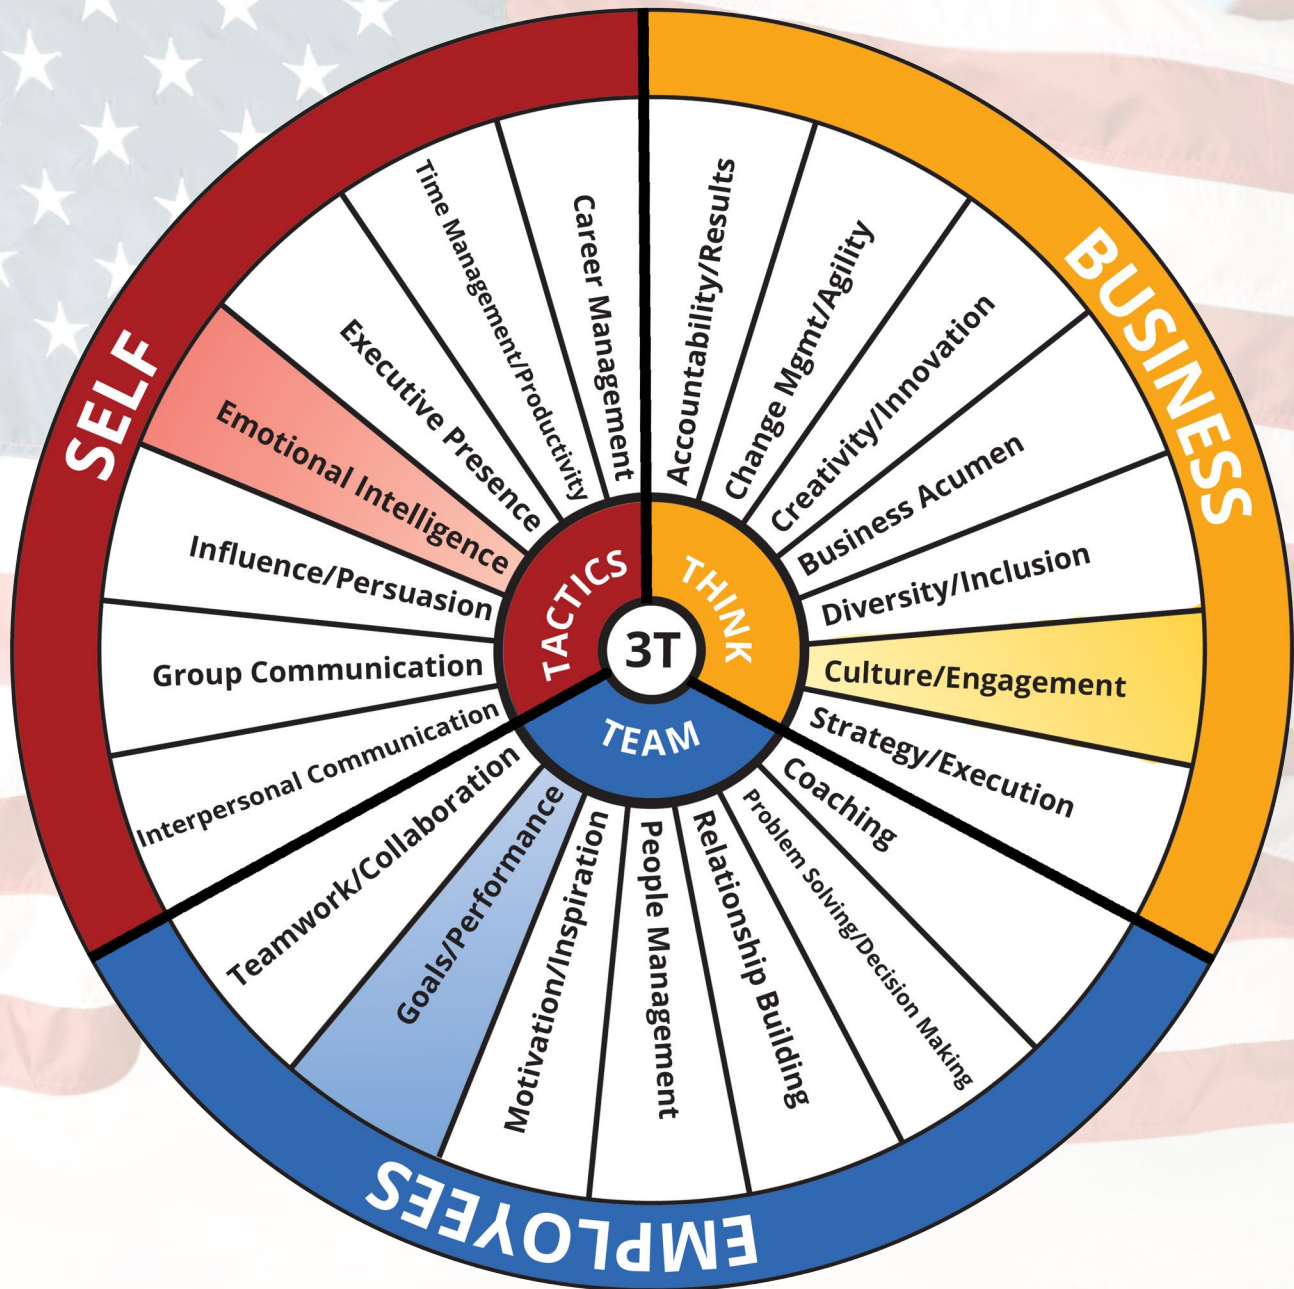 SELF
BUSINESS
EMPLOYEES
TACTICS
THINK
TEAM
3T
Accountability/Results
Change Mgmt/Agility
Creativity/Innovation
Business Acumen
Diversity/Inclusion
Culture/Engagement
Strategy/Execution
Coaching
Problem Solving/Decision Making
Relationship Building
People Management
Motivation/Inspiration
Goals/Performance
Teamwork/Collaboration
Interpersonal Communication
Group Communication
Influence/Persuasion
Emotional Intelligence
Executive Presence
Time Management/Productivity
Career Management